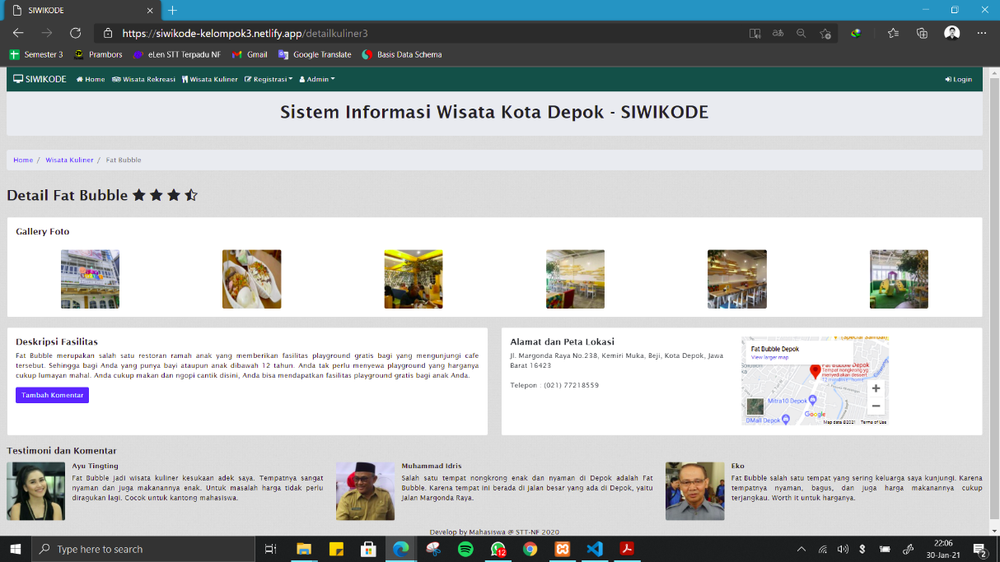 SIWIKODE
https://siwikode-kelompok3.netlify.app/detailkuliner3
Semester 3 Prambors eLen STT Terpadu NF Gmail Google Translate Basis Data Schema
SIWIKODE Home Wisata Rekreasi Wisata Kuliner Registrasi Admin Login
Sistem Informasi Wisata Kota Depok - SIWIKODE
Home / Wisata Kuliner / Fat Bubble
Detail Fat Bubble
Gallery Foto
Deskripsi Fasilitas
Fat Bubble merupakan salah satu restoran ramah anak yang memberikan fasilitas playground gratis bagi yang mengunjungi cafe
tersebut. Sehingga bagi Anda yang punya bayi ataupun anak dibawah 12 tahun. Anda tak perlu menyewa playground yang harganya
cukup lumayan mahal. Anda cukup makan dan ngopi cantik disini, Anda bisa mendapatkan fasilitas playground gratis bagi anak Anda.
Tambah Komentar
Alamat dan Peta Lokasi
Jl. Margonda Raya No.238, Kemiri Muka, Beji, Kota Depok, Jawa
Barat 16423
Telepon : (021) 77218559
(Special Sambal)
Fat Bubble Depok
View larger map
Fat Bubble Depok
Tempat nongkrong yg
menyediakan dessert
12 mindrive - home
Mitra10 Depok
DMall Depok
Google
Map data ©2021 Terms of Use
Testimoni dan Komentar
Ayu Tingting
Fat Bubble jadi wisata kuliner kesukaan adek saya. Tempatnya sangat
nyaman dan juga makanannya enak. Untuk masalah harga tidak perlu
diragukan lagi. Cocok untuk kantong mahasiswa.
Muhammad Idris
Salah satu tempat nongkrong enak dan nyaman di Depok adalah Fat
Bubble. Karena tempat ini berada di jalan besar yang ada di Depok, yaitu
Jalan Margonda Raya.
Eko
Fat Bubble salah satu tempat yang sering keluarga saya kunjungi. Karena
tempatnya nyaman, bagus, dan juga harga makanannya cukup
terjangkau. Worth it untuk harganya.
Develop by Mahasiswa @ STT-NF 2020
Type here to search
12
22:06
30-Jan-21
2